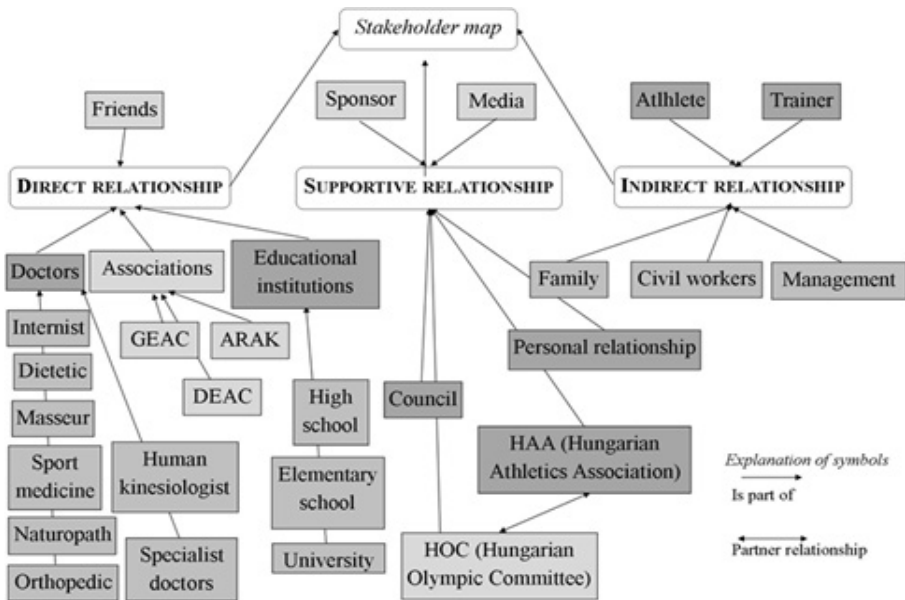 Stakeholder map
Friends
Sponsor
Media
Atlhlete
Trainer
DIRECT RELATIONSHIP
SUPPORTIVE RELATIONSHIP
INDIRECT RELATIONSHIP
Doctors
Associations
Educational
institutions
Family
Civil workers
Management
Internist
GEAC
ARAK
Personal relationship
Dietetic
DEAC
High
school
Council
Masseur
HAA (Hungarian
Athletics Association)
Sport
medicine
Human
kinesiologist
Elementary
school
Explanation of symbols
Is part of
Naturopath
University
HOC (Hungarian
Olympic Committee)
Partner relationship
Orthopedic
Specialist
doctors